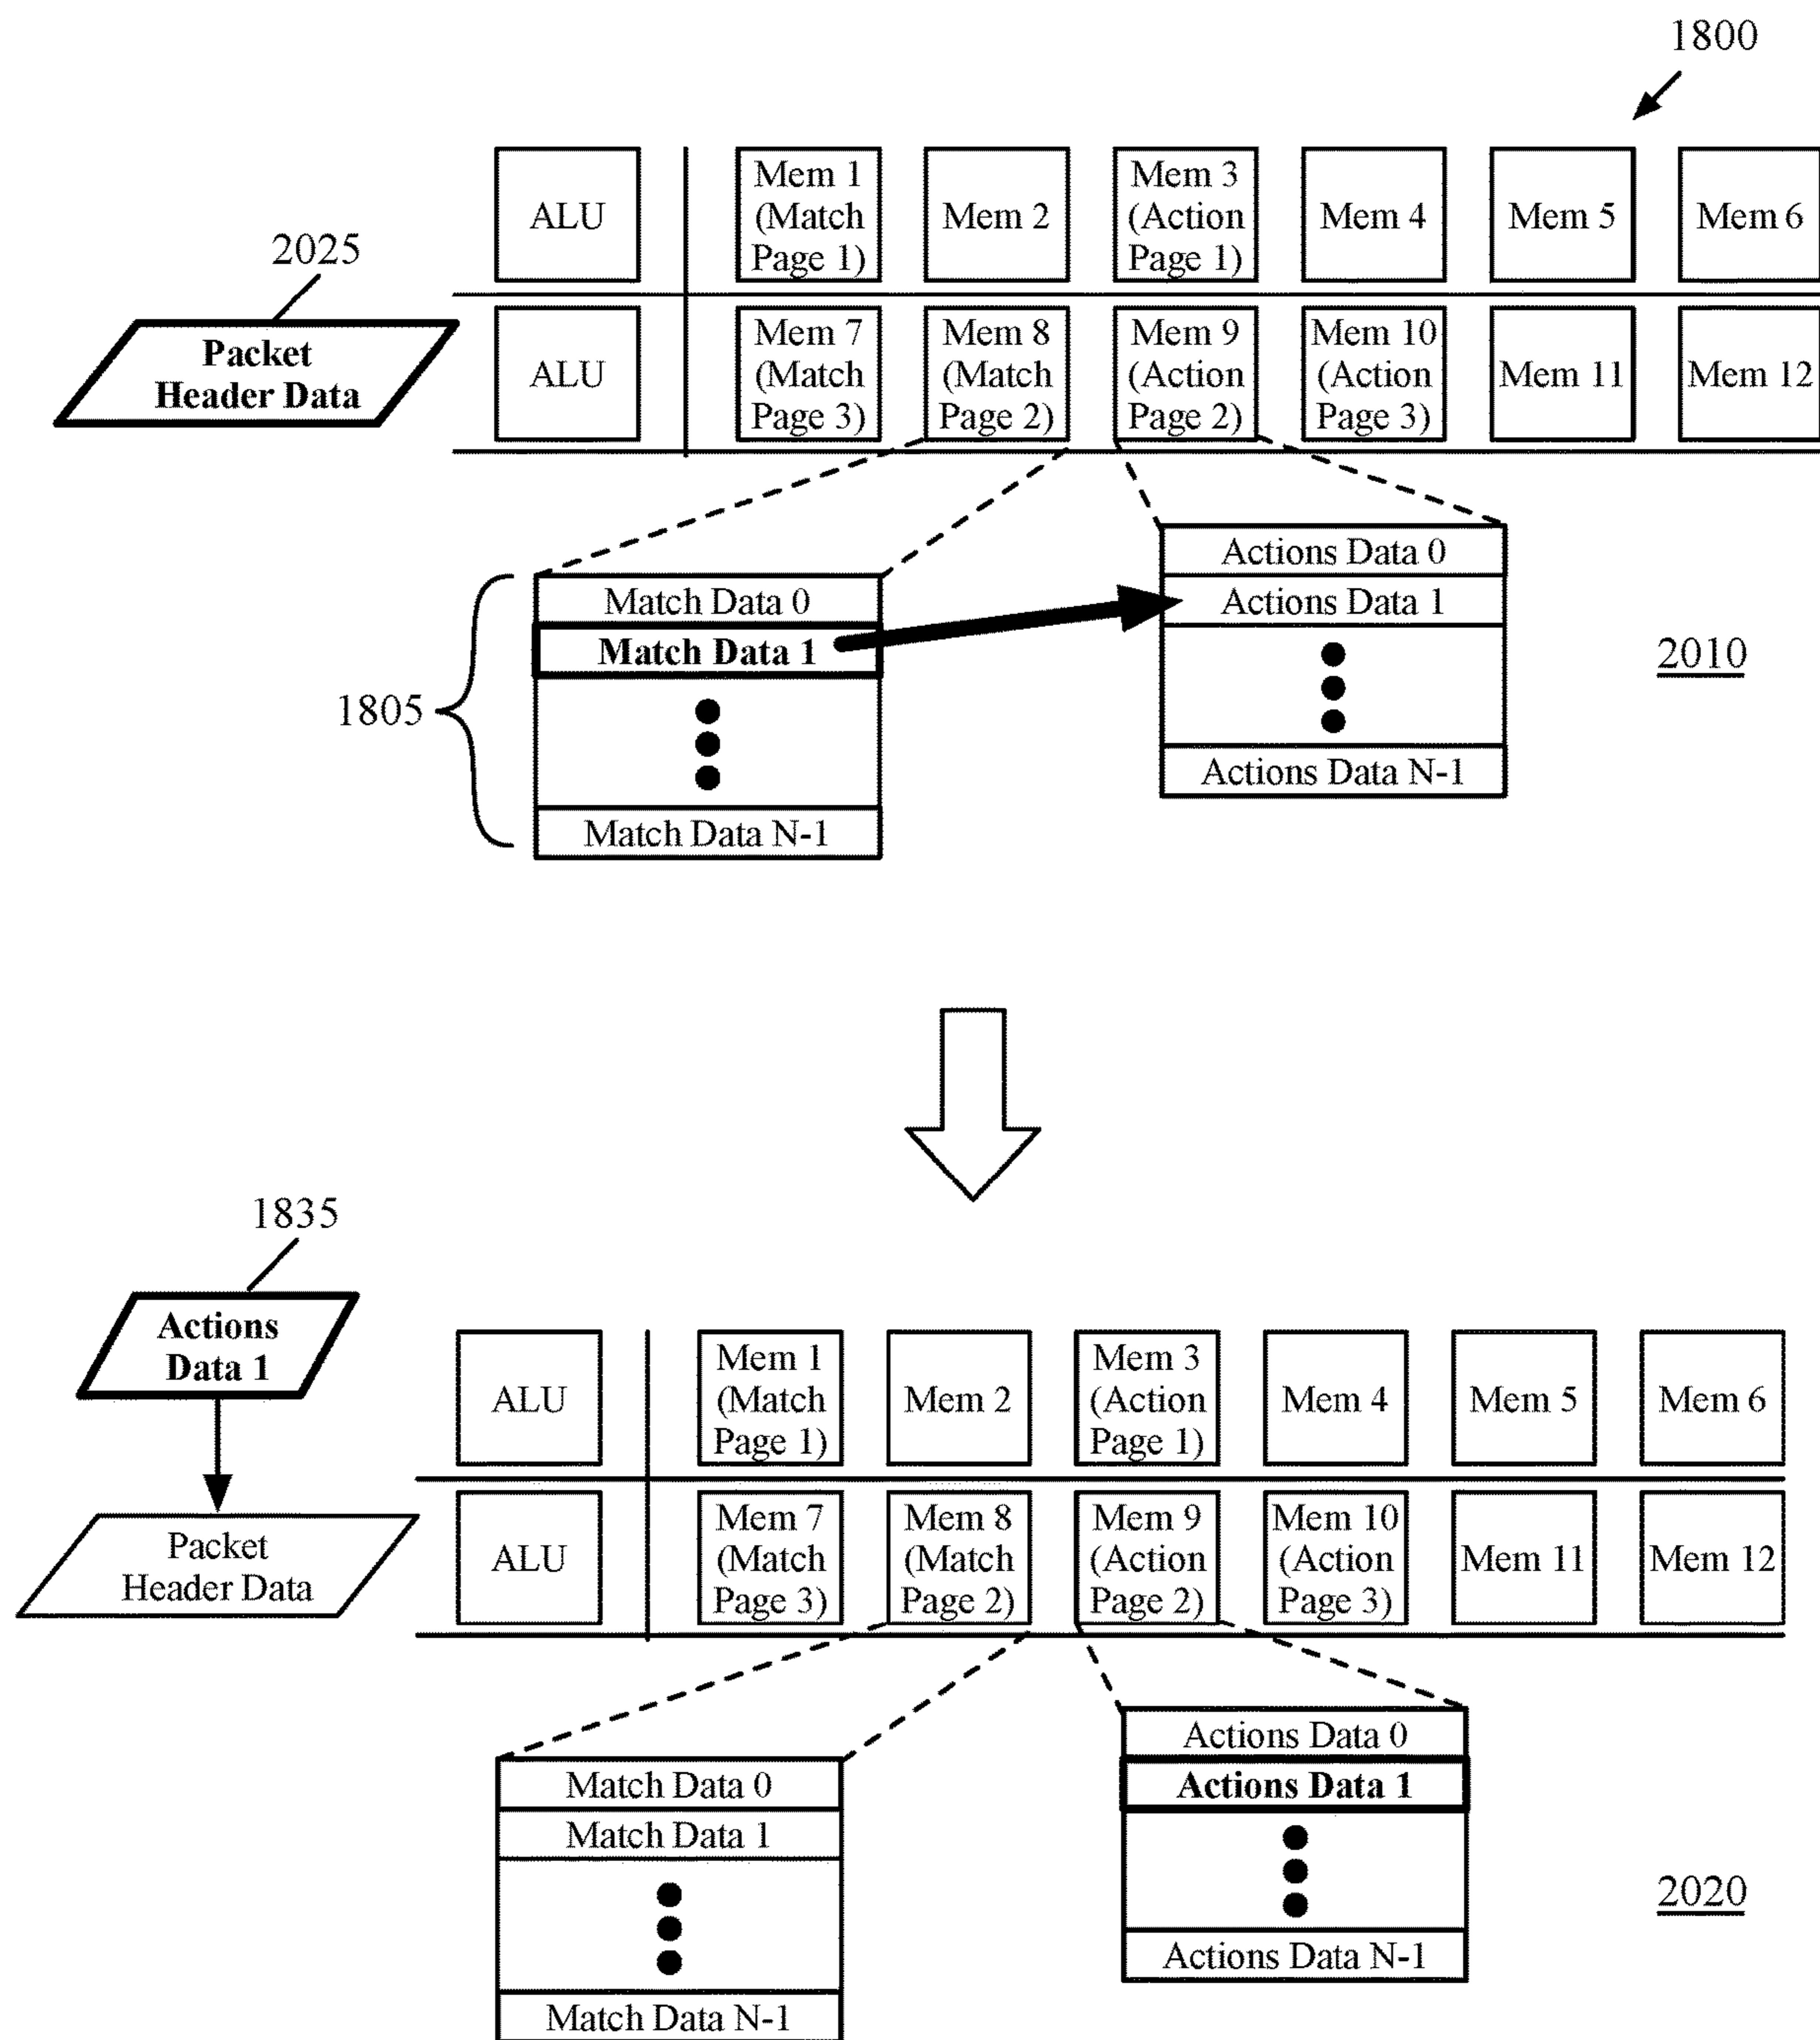 1800
2025
Packet
Header Data
ALU
Mem 1
(Match
Page 1)
Mem 2
Mem 3
(Action
Page 1)
Mem 4
Mem 5
Mem 6
ALU
Mem 7
(Match
Page 3)
Mem 8
(Match
Page 2)
Mem 9
(Action
Page 2)
Mem 10
(Action
Page 3)
Mem 11
Mem 12
1805
Match Data 0
Match Data 1
Match Data N-1
Actions Data 0
Actions Data 1
Actions Data N-1
2010
1835
Actions
Data 1
Packet
Header Data
ALU
Mem 1
(Match
Page 1)
Mem 2
Mem 3
(Action
Page 1)
Mem 4
Mem 5
Mem 6
ALU
Mem 7
(Match
Page 3)
Mem 8
(Match
Page 2)
Mem 9
(Action
Page 2)
Mem 10
(Action
Page 3)
Mem 11
Mem 12
Match Data 0
Match Data 1
Match Data N-1
Actions Data 0
Actions Data 1
Actions Data N-1
2020